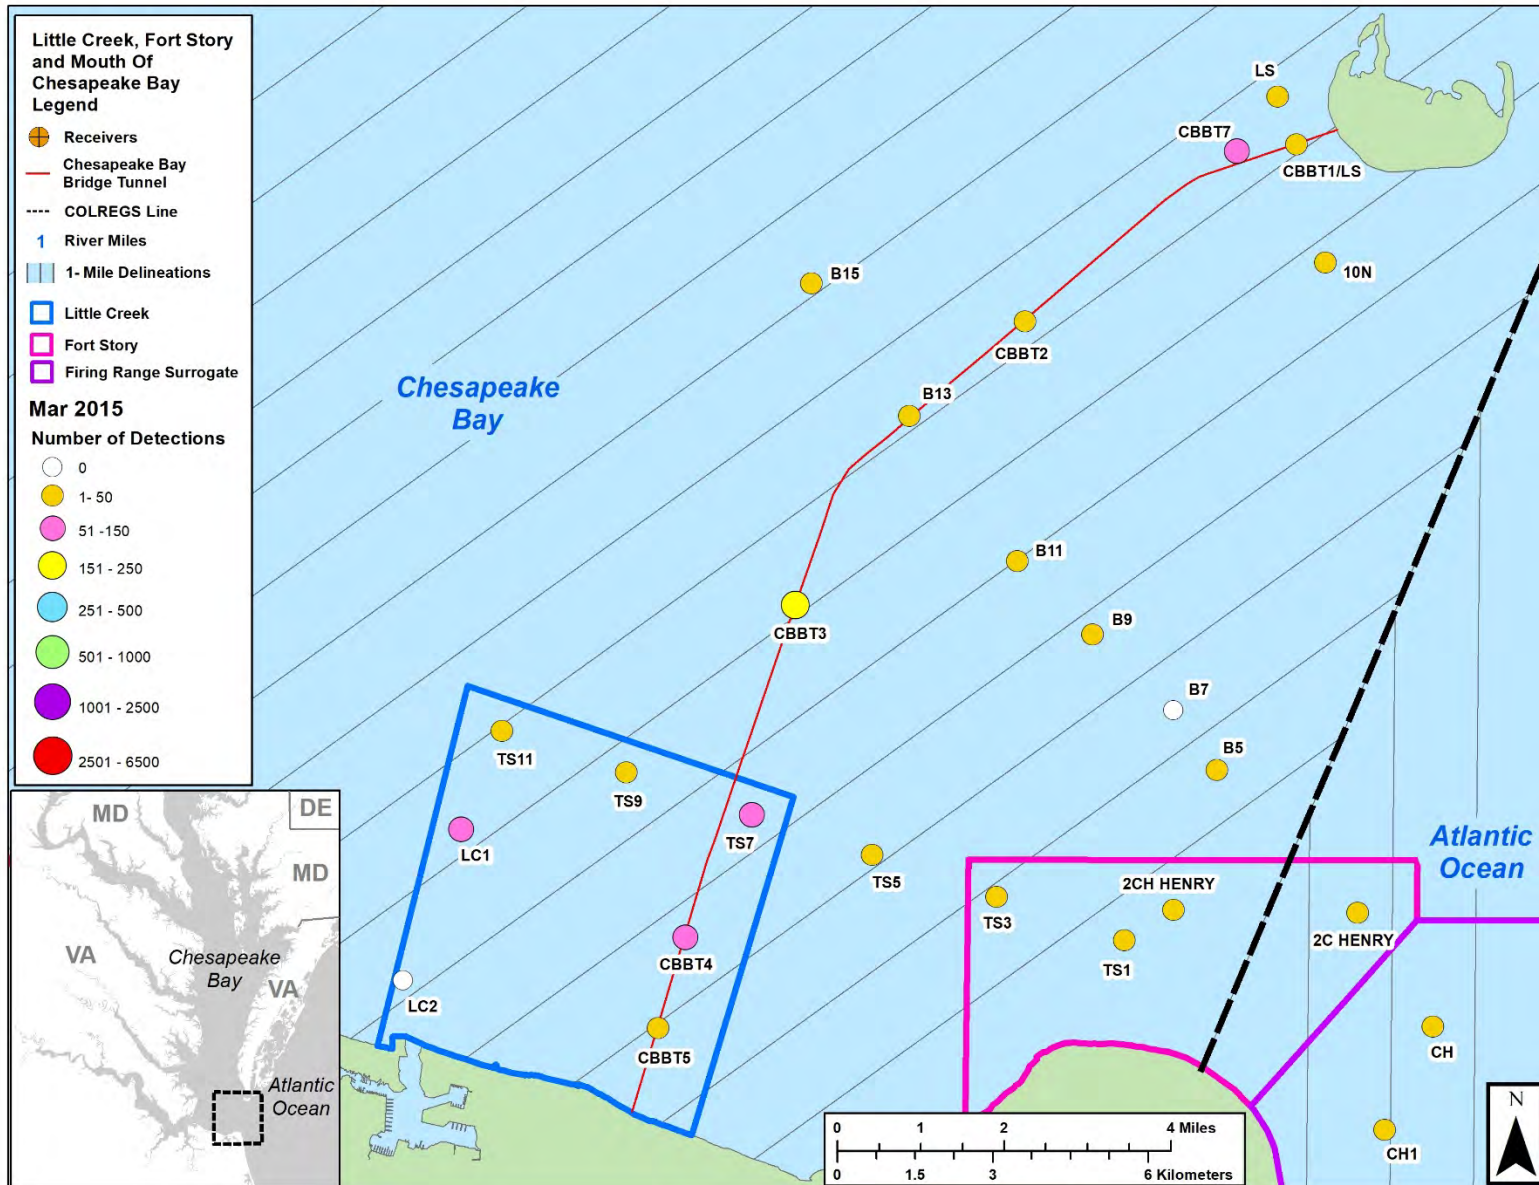 Little Creek, Fort Story
and Mouth Of
Chesapeake Bay
Legend
Receivers
Chesapeake Bay
Bridge Tunnel
COLREGS Line
1 River Miles
1- Mile Delineations
Little Creek
Fort Story
Firing Range Surrogate
Mar 2015
Number of Detections
0
1- 50
51 -150
151 - 250
251 - 500
501 - 1000
1001 - 2500
2501 - 6500
LS
CBBT7
CBBT1/LS
10N
B15
CBBT2
Chesapeake
Bay
B13
B11
CBBT3
B9
B7
B5
TS11
TS9
TS7
LC1
TS5
Atlantic
Ocean
2CH HENRY
TS3
2C HENRY
TS1
CBBT4
LC2
CBBT5
CH
CH1
MD
DE
MD
VA
Chesapeake
Bay
VA
Atlantic
Ocean
0 1 2 4 Miles
0 1.5 3 6 Kilometers
N